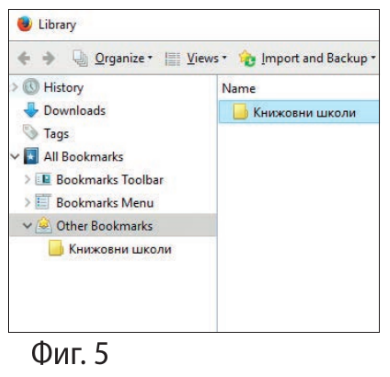 Library
Organize Views Import and Backup
History
Downloads
Tags
All Bookmarks
Bookmarks Toolbar
Bookmarks Menu
Other Bookmarks
Книжовни школи
Name
Книжовни школи
Фиг. 5